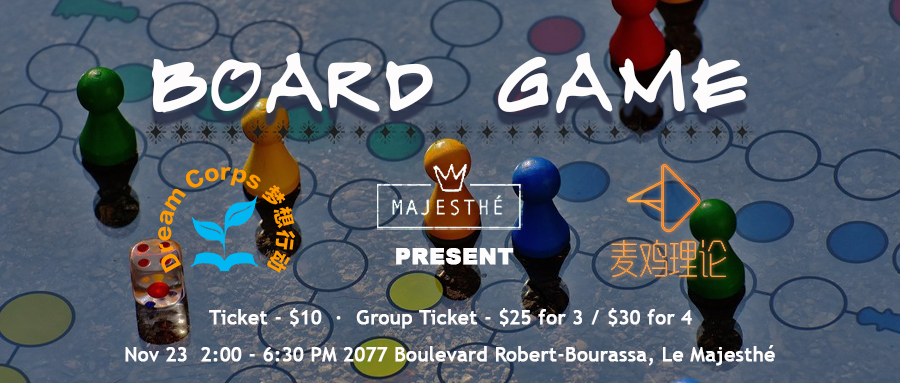 BOARD GAME
Dream Corps 梦想行动
MAJESTHÉ
PRESENT
麦鸡理论
Ticket - $10 · Group Ticket - $25 for 3 / $30 for 4
Nov 23 2:00 - 6:30 PM 2077 Boulevard Robert-Bourassa, Le Majesthé